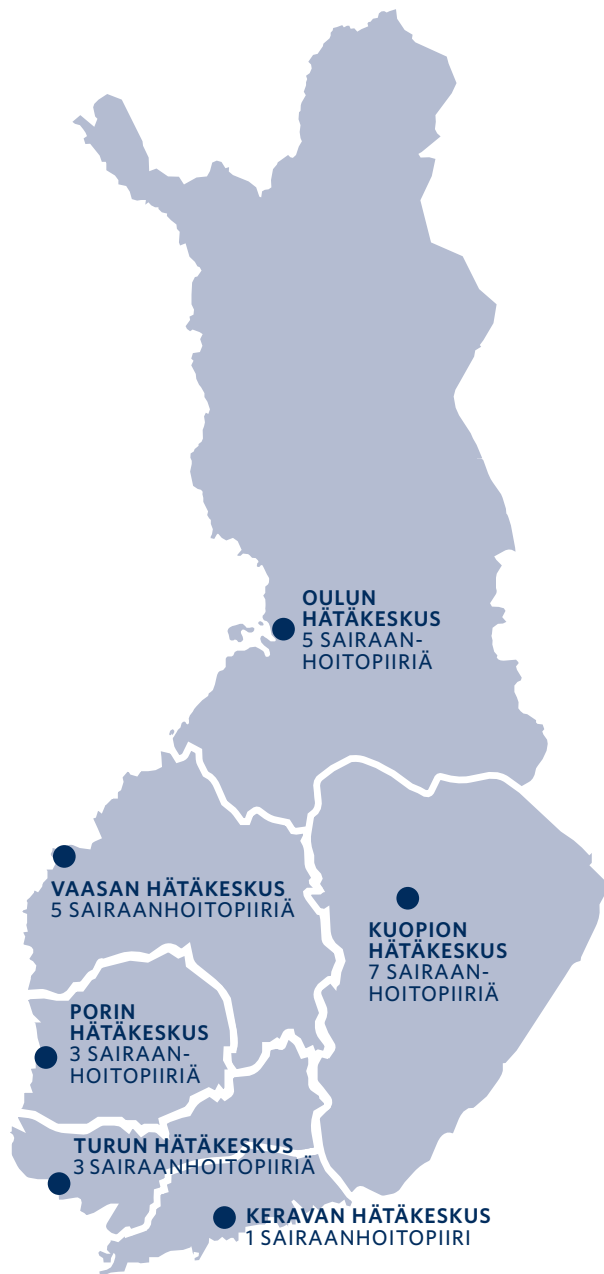 OULUN
HÄTÄKESKUS
5 SAIRAAN-
HOITOPIIRIÄ
VAASAN HÄTÄKESKUS
5 SAIRAANHOITOPIIRIÄ
KUOPION
HÄTÄKESKUS
7 SAIRAAN-
HOITOPIIRIÄ
PORIN
HÄTÄKESKUS
3 SAIRAAN-
HOITOPIIRIÄ
TURUN HÄTÄKESKUS
3 SAIRAANHOITOPIIRIÄ
KERAVAN HÄTÄKESKUS
1 SAIRAANHOITOPIIRI